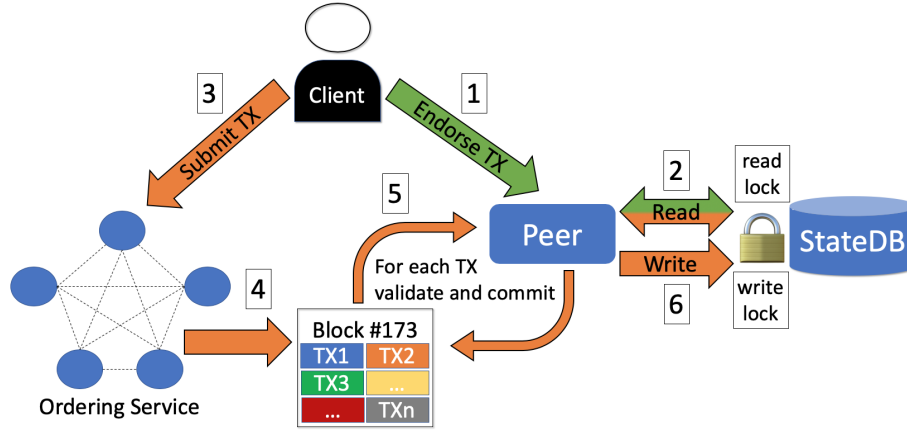 3
Client
1
Submit TX
Endorse TX
5
2
read
lock
Peer
Read
StateDB
Write
For each TX
validate and commit
4
6
write
lock
Block #173
TX1
TX2
TX3
...
...
TXn
Ordering Service